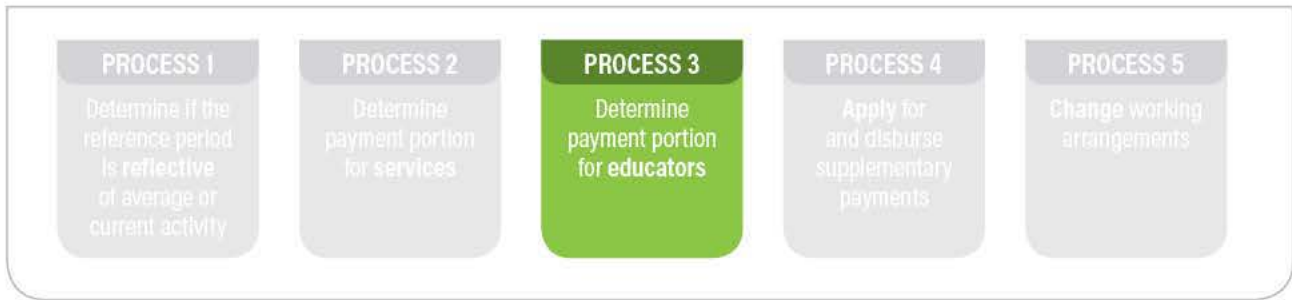 PROCESS 1
Determine if the
reference period
is reflective
of average or
current activity
PROCESS 2
Determine
payment portion
for services
PROCESS 3
Determine
payment portion
for educators
PROCESS 4
Apply for
and disburse
supplementary
payments
PROCESS 5
Change working
arrangements